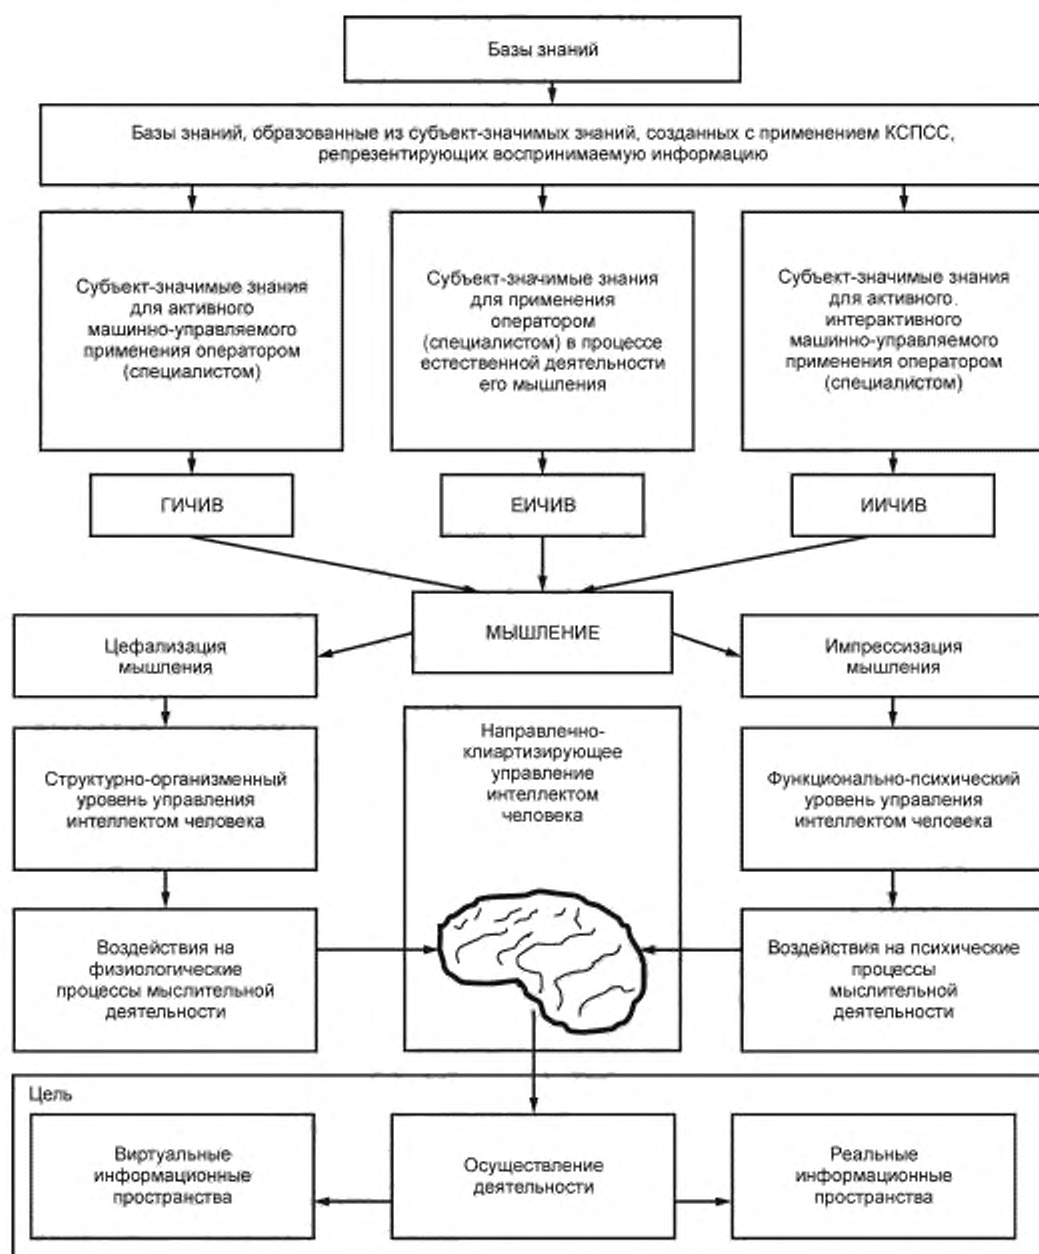 Базы знаний
Базы знаний, образованные из субъект-значимых знаний, созданных с применением КСПСС,
репрезентирующих воспринимаемую информацию
Субъект-значимые знания
для активного
машинно-управляемого
применения оператором
(специалистом)
Субъект-значимые знания
для применения
оператором
(специалистом) в процессе
естественной деятельности
его мышления
Субъект-значимые знания
для активного
интерактивного
машинно-управляемого
применения оператором
(специалистом)
ГИЧИВ
ЕИЧИВ
ИИЧИВ
МЫШЛЕНИЕ
Цефализация
мышления
Импрессизация
мышления
Структурно-организменный
уровень управления
интеллектом человека
Направленно-
клиартизирующее
управление
интеллектом
человека
Функционально-психический
уровень управления
интеллектом человека
Воздействия на
физиологические
процессы мыслительной
деятельности
Воздействия на психические
процессы
мыслительной
деятельности
Цель
Виртуальные
информационные
пространства
Осуществление
деятельности
Реальные
информационные
пространства